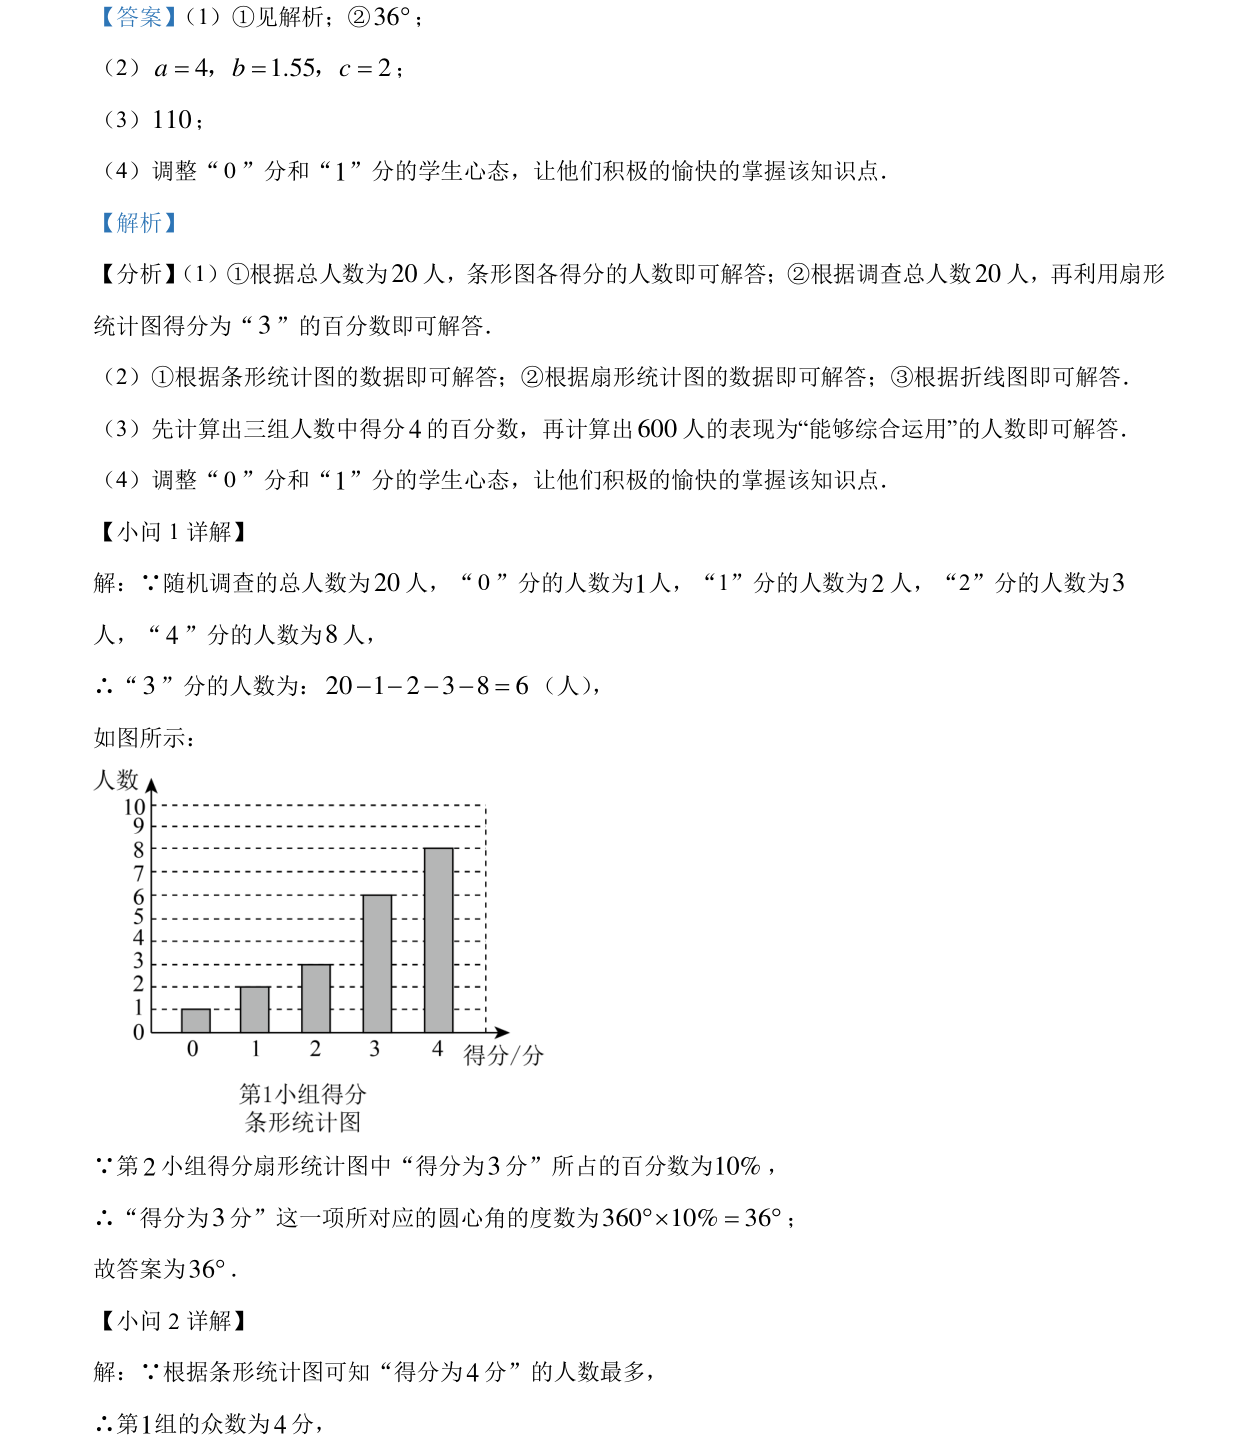 【答案】（1）①见解析；②36°；
（2）a＝4，b＝1.55，c＝2；
（3）110；
（4）调整“0”分和“1”分的学生心态，让他们积极的愉快的掌握该知识点．
【解析】
【分析】（1）①根据总人数为20人，条形图各得分的人数即可解答；②根据调查总人数20人，再利用扇形
统计图得分为“3”的百分数即可解答．
（2）①根据条形统计图的数据即可解答；②根据扇形统计图的数据即可解答；③根据折线图即可解答．
（3）先计算出三组人数中得分4的百分数，再计算出600人的表现为“能够综合运用”的人数即可解答．
（4）调整“0”分和“1”分的学生心态，让他们积极的愉快的掌握该知识点．
【小问1详解】
解：∵随机调查的总人数为20人，“0”分的人数为1人，“1”分的人数为2人，“2”分的人数为3
人，“4”分的人数为8人，
∴“3”分的人数为：20－1－2－3－8＝6（人），
如图所示：
人数
10
9
8
7
6
5
4
3
2
1
0
0 1 2 3 4 得分/分
第1小组得分
条形统计图
∵第2小组得分扇形统计图中“得分为3分”所占的百分数为10%，
∴“得分为3分”这一项所对应的圆心角的度数为360°×10%＝36°；
故答案为36°．
【小问2详解】
解：∵根据条形统计图可知“得分为4分”的人数最多，
∴第1组的众数为4分，